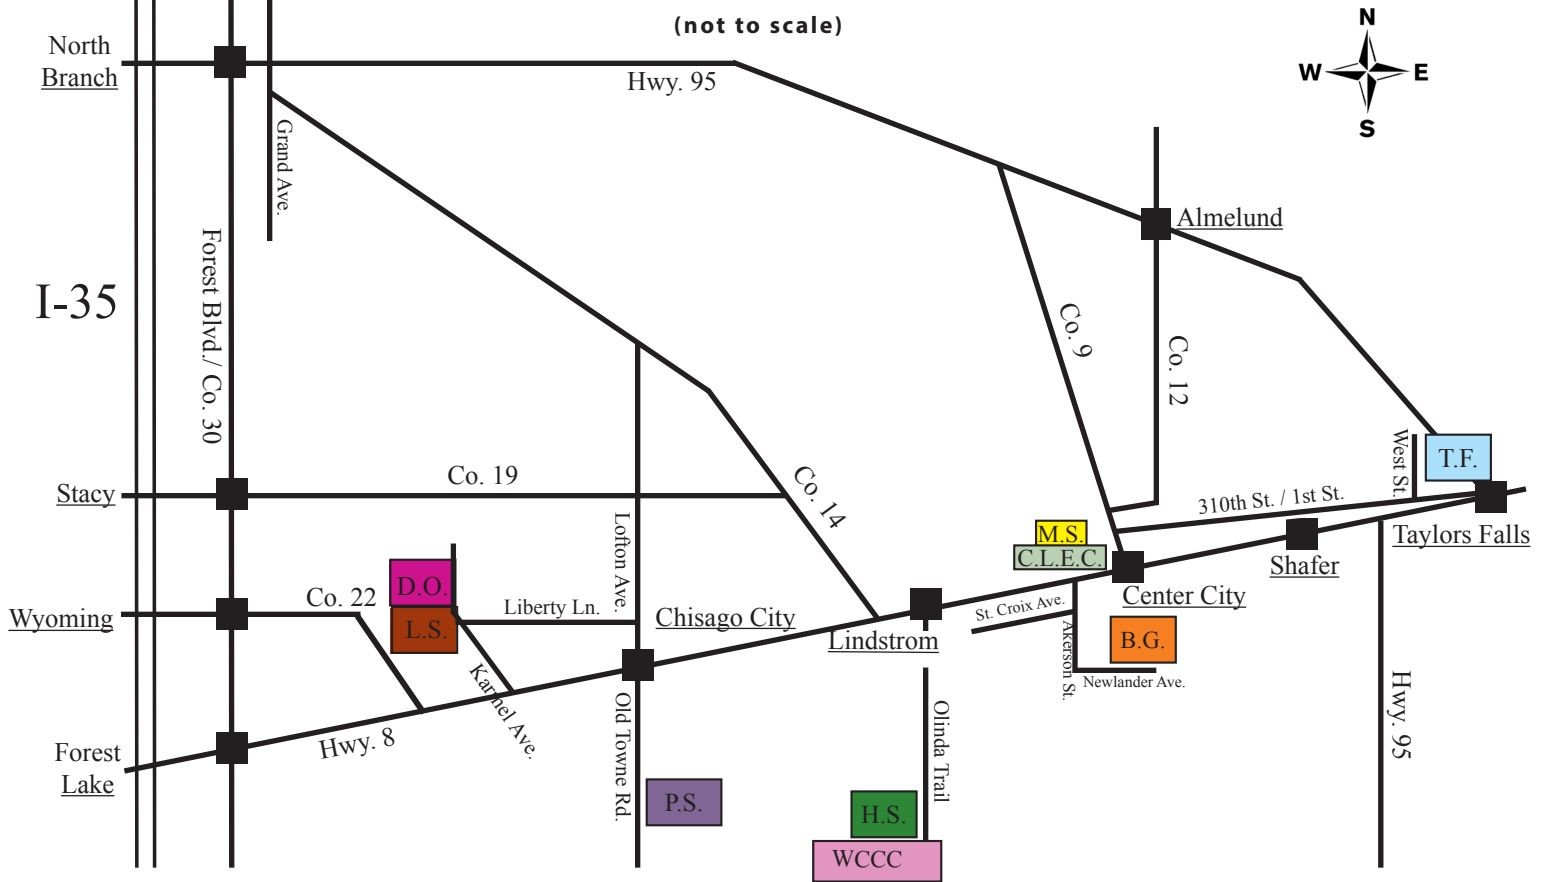 (not to scale)
N
W E
S
North
Branch
Hwy. 95
Grand Ave.
Almelund
I-35
Forest Blvd./ Co. 30
Co. 9
Co. 12
West St.
T.F.
Stacy
Co. 19
Co. 14
310th St. / 1st St.
Taylors Falls
Lofton Ave.
M.S.
C.L.E.C.
Shafer
D.O.
Co. 22
Liberty Ln.
Wyoming
L.S.
Chisago City
Lindstrom
St. Croix Ave.
Center City
Akerson St.
B.G.
Newlander Ave.
Karmel Ave.
Old Towne Rd.
Olinda Trail
Hwy. 95
Forest
Lake
Hwy. 8
P.S.
H.S.
WCCC